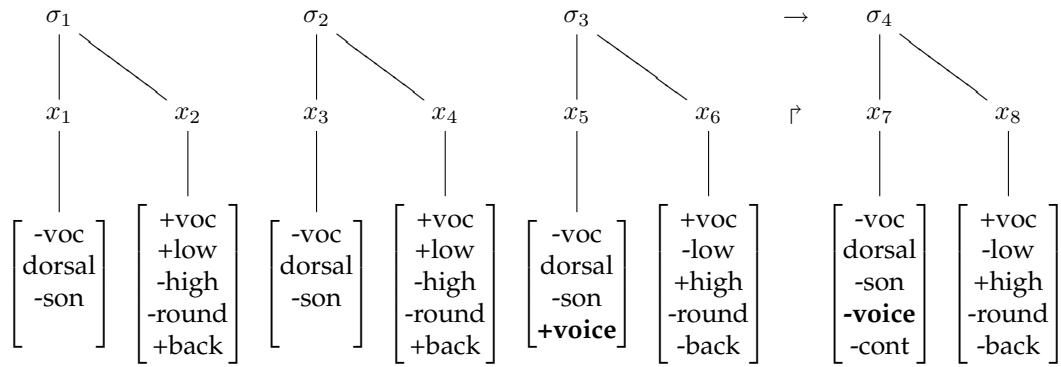 σ₁ σ₂ σ₃ → σ₄
x₁ x₂ x₃ x₄ x₅ x₆ ↱ x₇ x₈
-voc
dorsal
-son
+voc
+low
-high
-round
+back
-voc
dorsal
-son
+voc
+low
-high
-round
+back
-voc
dorsal
-son
+voice
+voc
-low
+high
-round
-back
-voc
dorsal
-son
-voice
-cont
+voc
-low
+high
-round
-back